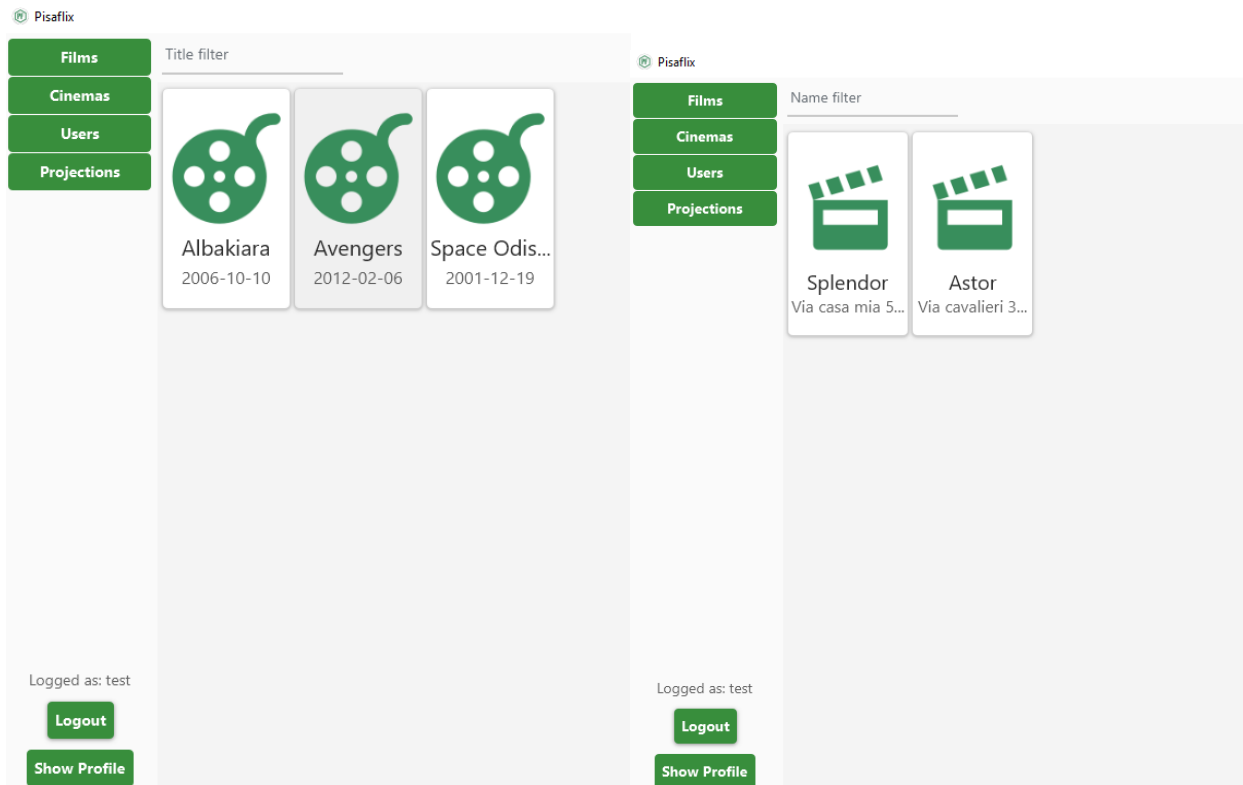 Pisaflix
Films
Cinemas
Users
Projections
Title filter
Albakiara
2006-10-10
Avengers
2012-02-06
Space Odis...
2001-12-19
Logged as: test
Logout
Show Profile
Pisaflix
Films
Cinemas
Users
Projections
Name filter
Splendor
Via casa mia 5...
Astor
Via cavalieri 3...
Logged as: test
Logout
Show Profile